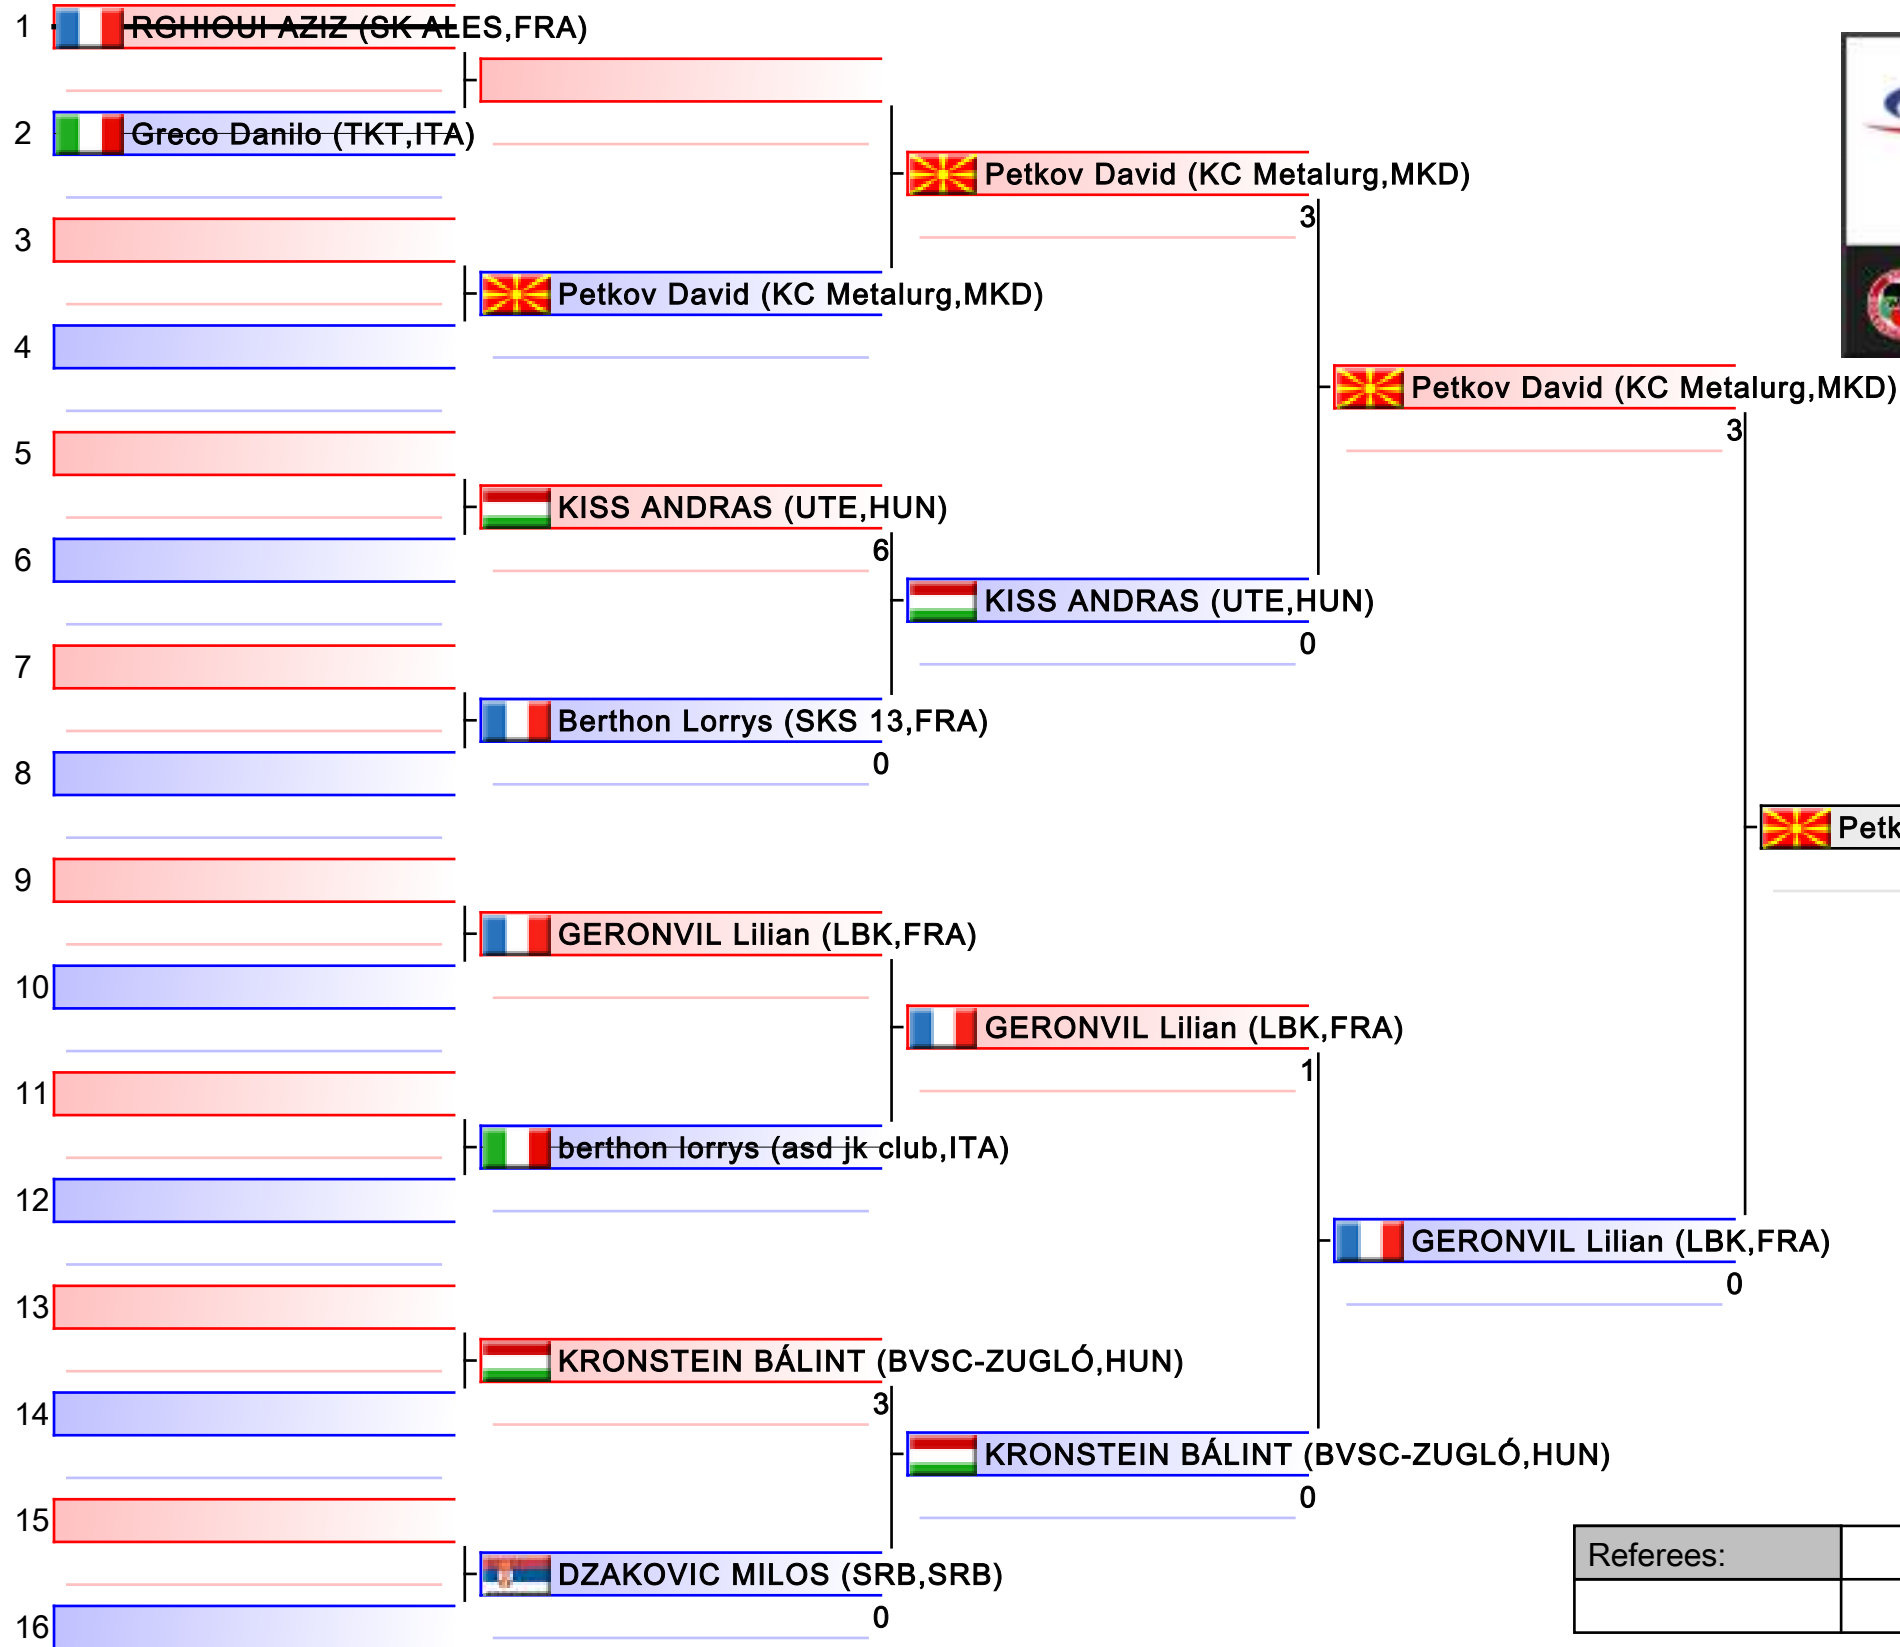 1 RGHIOUI AZIZ (SK ALES,FRA)
2 Greco Danilo (TKT,ITA)
Petkov David (KC Metalurg,MKD)
3
3
Petkov David (KC Metalurg,MKD)
4
Petkov David (KC Metalurg,MKD)
3
5
KISS ANDRAS (UTE,HUN)
6
6
KISS ANDRAS (UTE,HUN)
0
7
Berthon Lorrys (SKS 13,FRA)
0
8
Petk
9
GERONVIL Lilian (LBK,FRA)
10
GERONVIL Lilian (LBK,FRA)
1
11
berthon lorrys (asd jk club,ITA)
12
GERONVIL Lilian (LBK,FRA)
0
13
KRONSTEIN BÁLINT (BVSC-ZUGLÓ,HUN)
3
14
KRONSTEIN BÁLINT (BVSC-ZUGLÓ,HUN)
0
15
Referees:
DZAKOVIC MILOS (SRB,SRB)
0
16